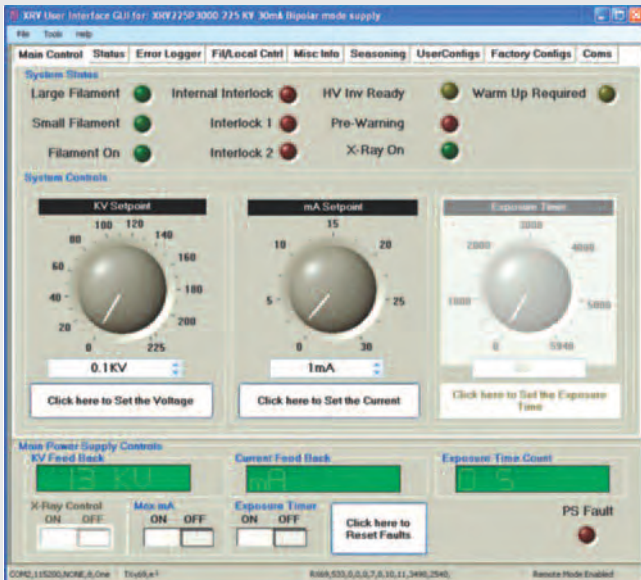 XRV User Interface GUI for: XRV225P3000 225 KV 30mA Bipolar mode supply
File Tools Help
Main Control Status Error Logger Fil/Local Cntrl Misc Info Seasoning UserConfigs Factory Configs Coms
System Status
Large Filament Internal Interlock HV Inv Ready Warm Up Required
Small Filament Interlock 1 Pre-Warning
Filament On Interlock 2 X-Ray On
System Controls
KV Setpoint mA Setpoint Exposure Timer
0 20 40 60 80 100 120 140 160 180 200 225
0 5 10 15 20 25 30
0 1000 2000 3000 4000 5000 5940
0.1KV 1mA
Click here to Set the Voltage Click here to Set the Current Click here to Set the Exposure Time
Main Power Supply Controls
KV Feed Back Current Feed Back Exposure Time Count
13 KV mA 0 S
X-Ray Control Max mA Exposure Timer
ON OFF ON OFF ON OFF
Click here to
Reset Faults
PS Fault
COM2,115200,NONE,8,One Remote Mode Enabled